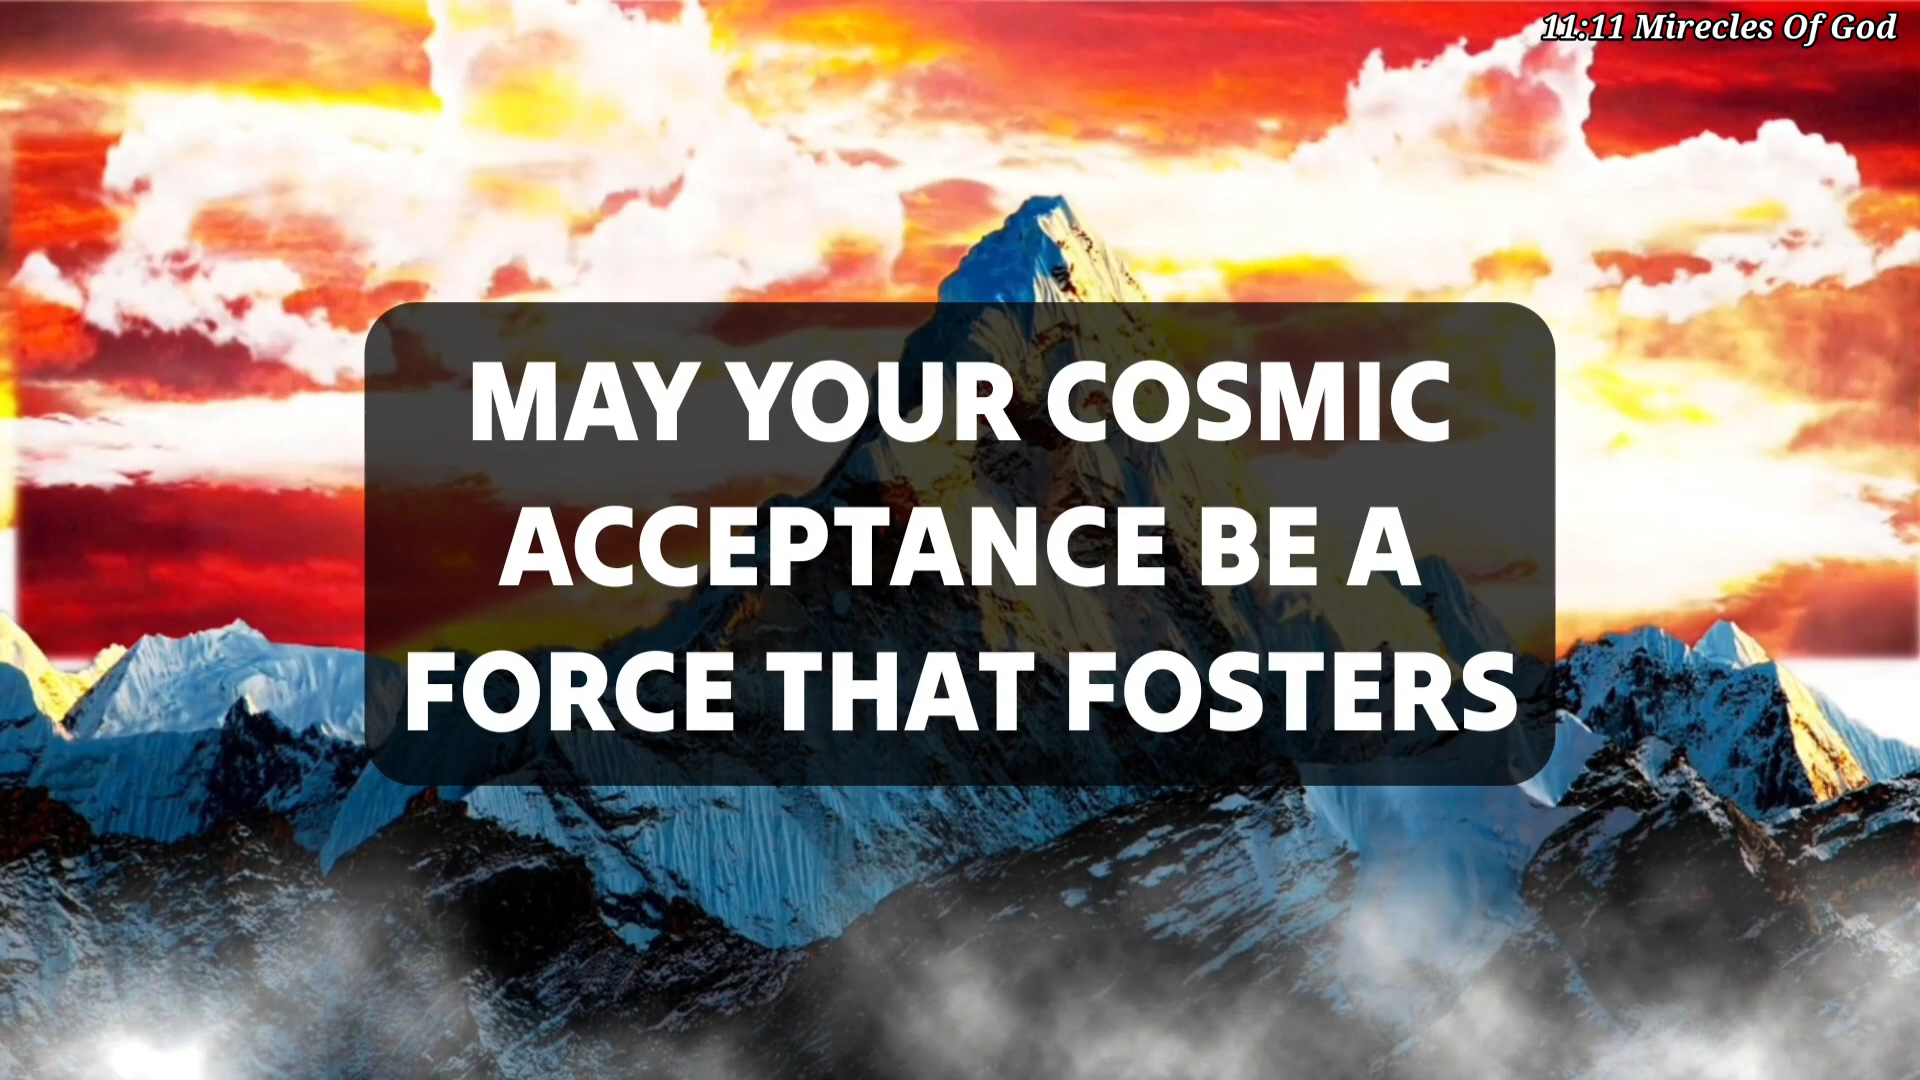 11:11 Mirecles Of God
MAY YOUR COSMIC
ACCEPTANCE BE A
FORCE THAT FOSTERS